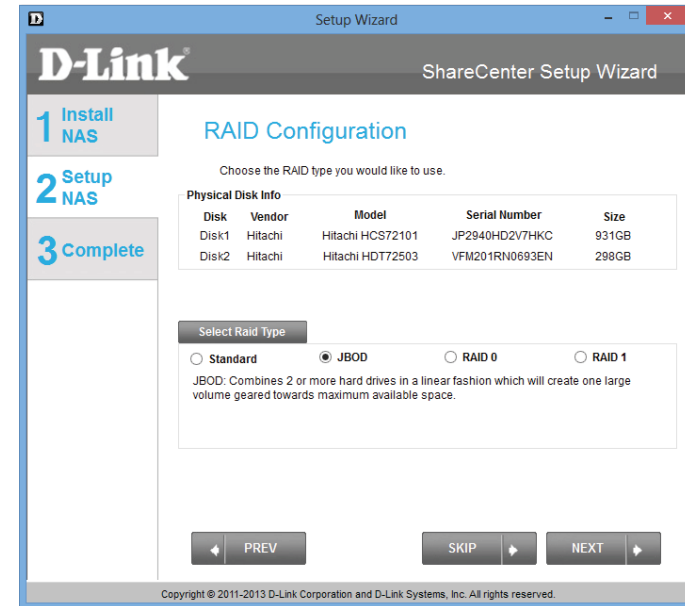 Setup Wizard
D-Link®
ShareCenter Setup Wizard
1 Install NAS
2 Setup NAS
3 Complete
RAID Configuration
Choose the RAID type you would like to use.
Physical Disk Info
Disk Vendor Model Serial Number Size
Disk1 Hitachi Hitachi HCS72101 JP2940HD2V7HKC 931GB
Disk2 Hitachi Hitachi HDT72503 VFM201RN0693EN 298GB
Select Raid Type
Standard JBOD RAID 0 RAID 1
JBOD: Combines 2 or more hard drives in a linear fashion which will create one large
volume geared towards maximum available space.
PREV SKIP NEXT
Copyright © 2011-2013 D-Link Corporation and D-Link Systems, Inc. All rights reserved.